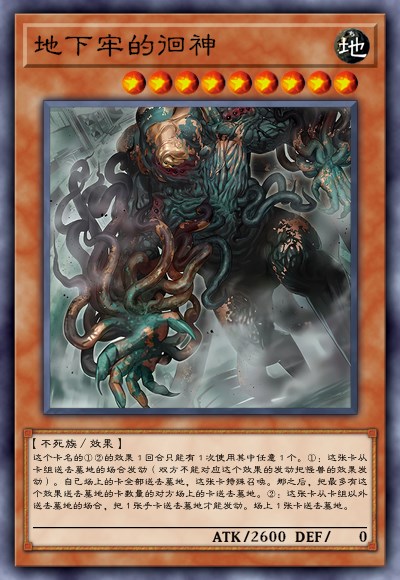 地下牢的徊神
地
【不死族／效果】
这个卡名的①②的效果1回合只能有1次使用其中任意1个。①：这张卡从
卡组送去墓地的场合发动（双方不能对应这个效果的发动把怪兽的效果发
动）。自己场上的卡全部送去墓地，这张卡特殊召唤。那之后，把最多有这
个效果送去墓地的卡数量的对方场上的卡送去墓地。②：这张卡从卡组以外
送去墓地的场合，把1张手卡送去墓地才能发动。场上1张卡送去墓地。
ATK/2600 DEF/ 0